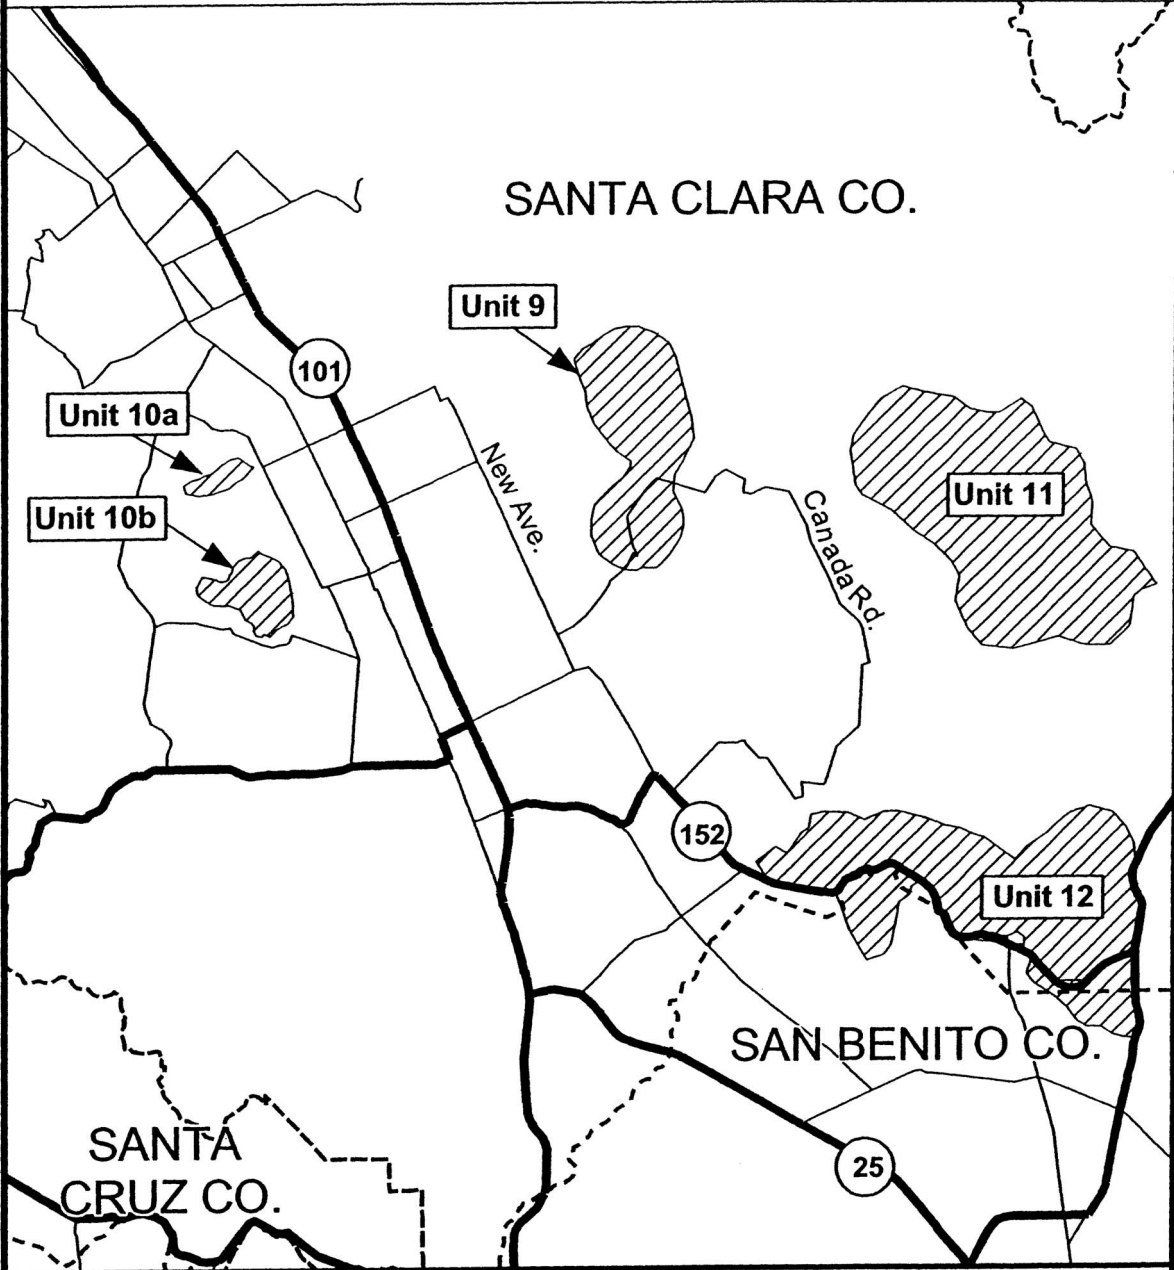 SANTA CLARA CO.
Unit 9
101
Unit 10a
New Ave.
Unit 11
Canada Rd.
Unit 10b
152
Unit 12
SAN BENITO CO.
SANTA
CRUZ CO.
25